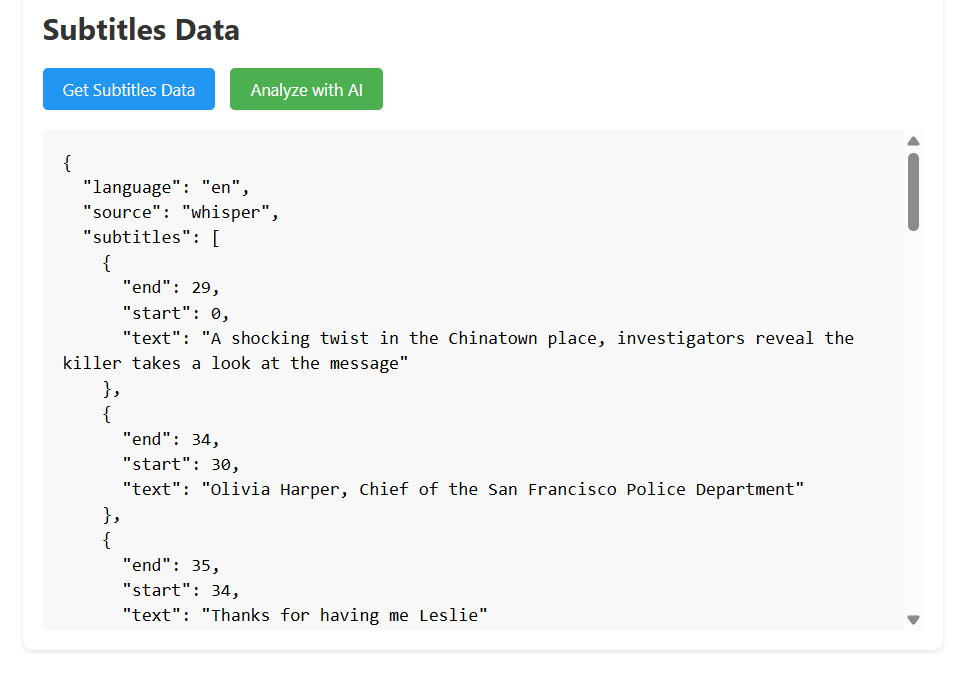 Subtitles Data
Get Subtitles Data
Analyze with AI
{
"language": "en",
"source": "whisper",
"subtitles": [
{
"end": 29,
"start": 0,
"text": "A shocking twist in the Chinatown place, investigators reveal the
killer takes a look at the message"
},
{
"end": 34,
"start": 30,
"text": "Olivia Harper, Chief of the San Francisco Police Department"
},
{
"end": 35,
"start": 34,
"text": "Thanks for having me Leslie"